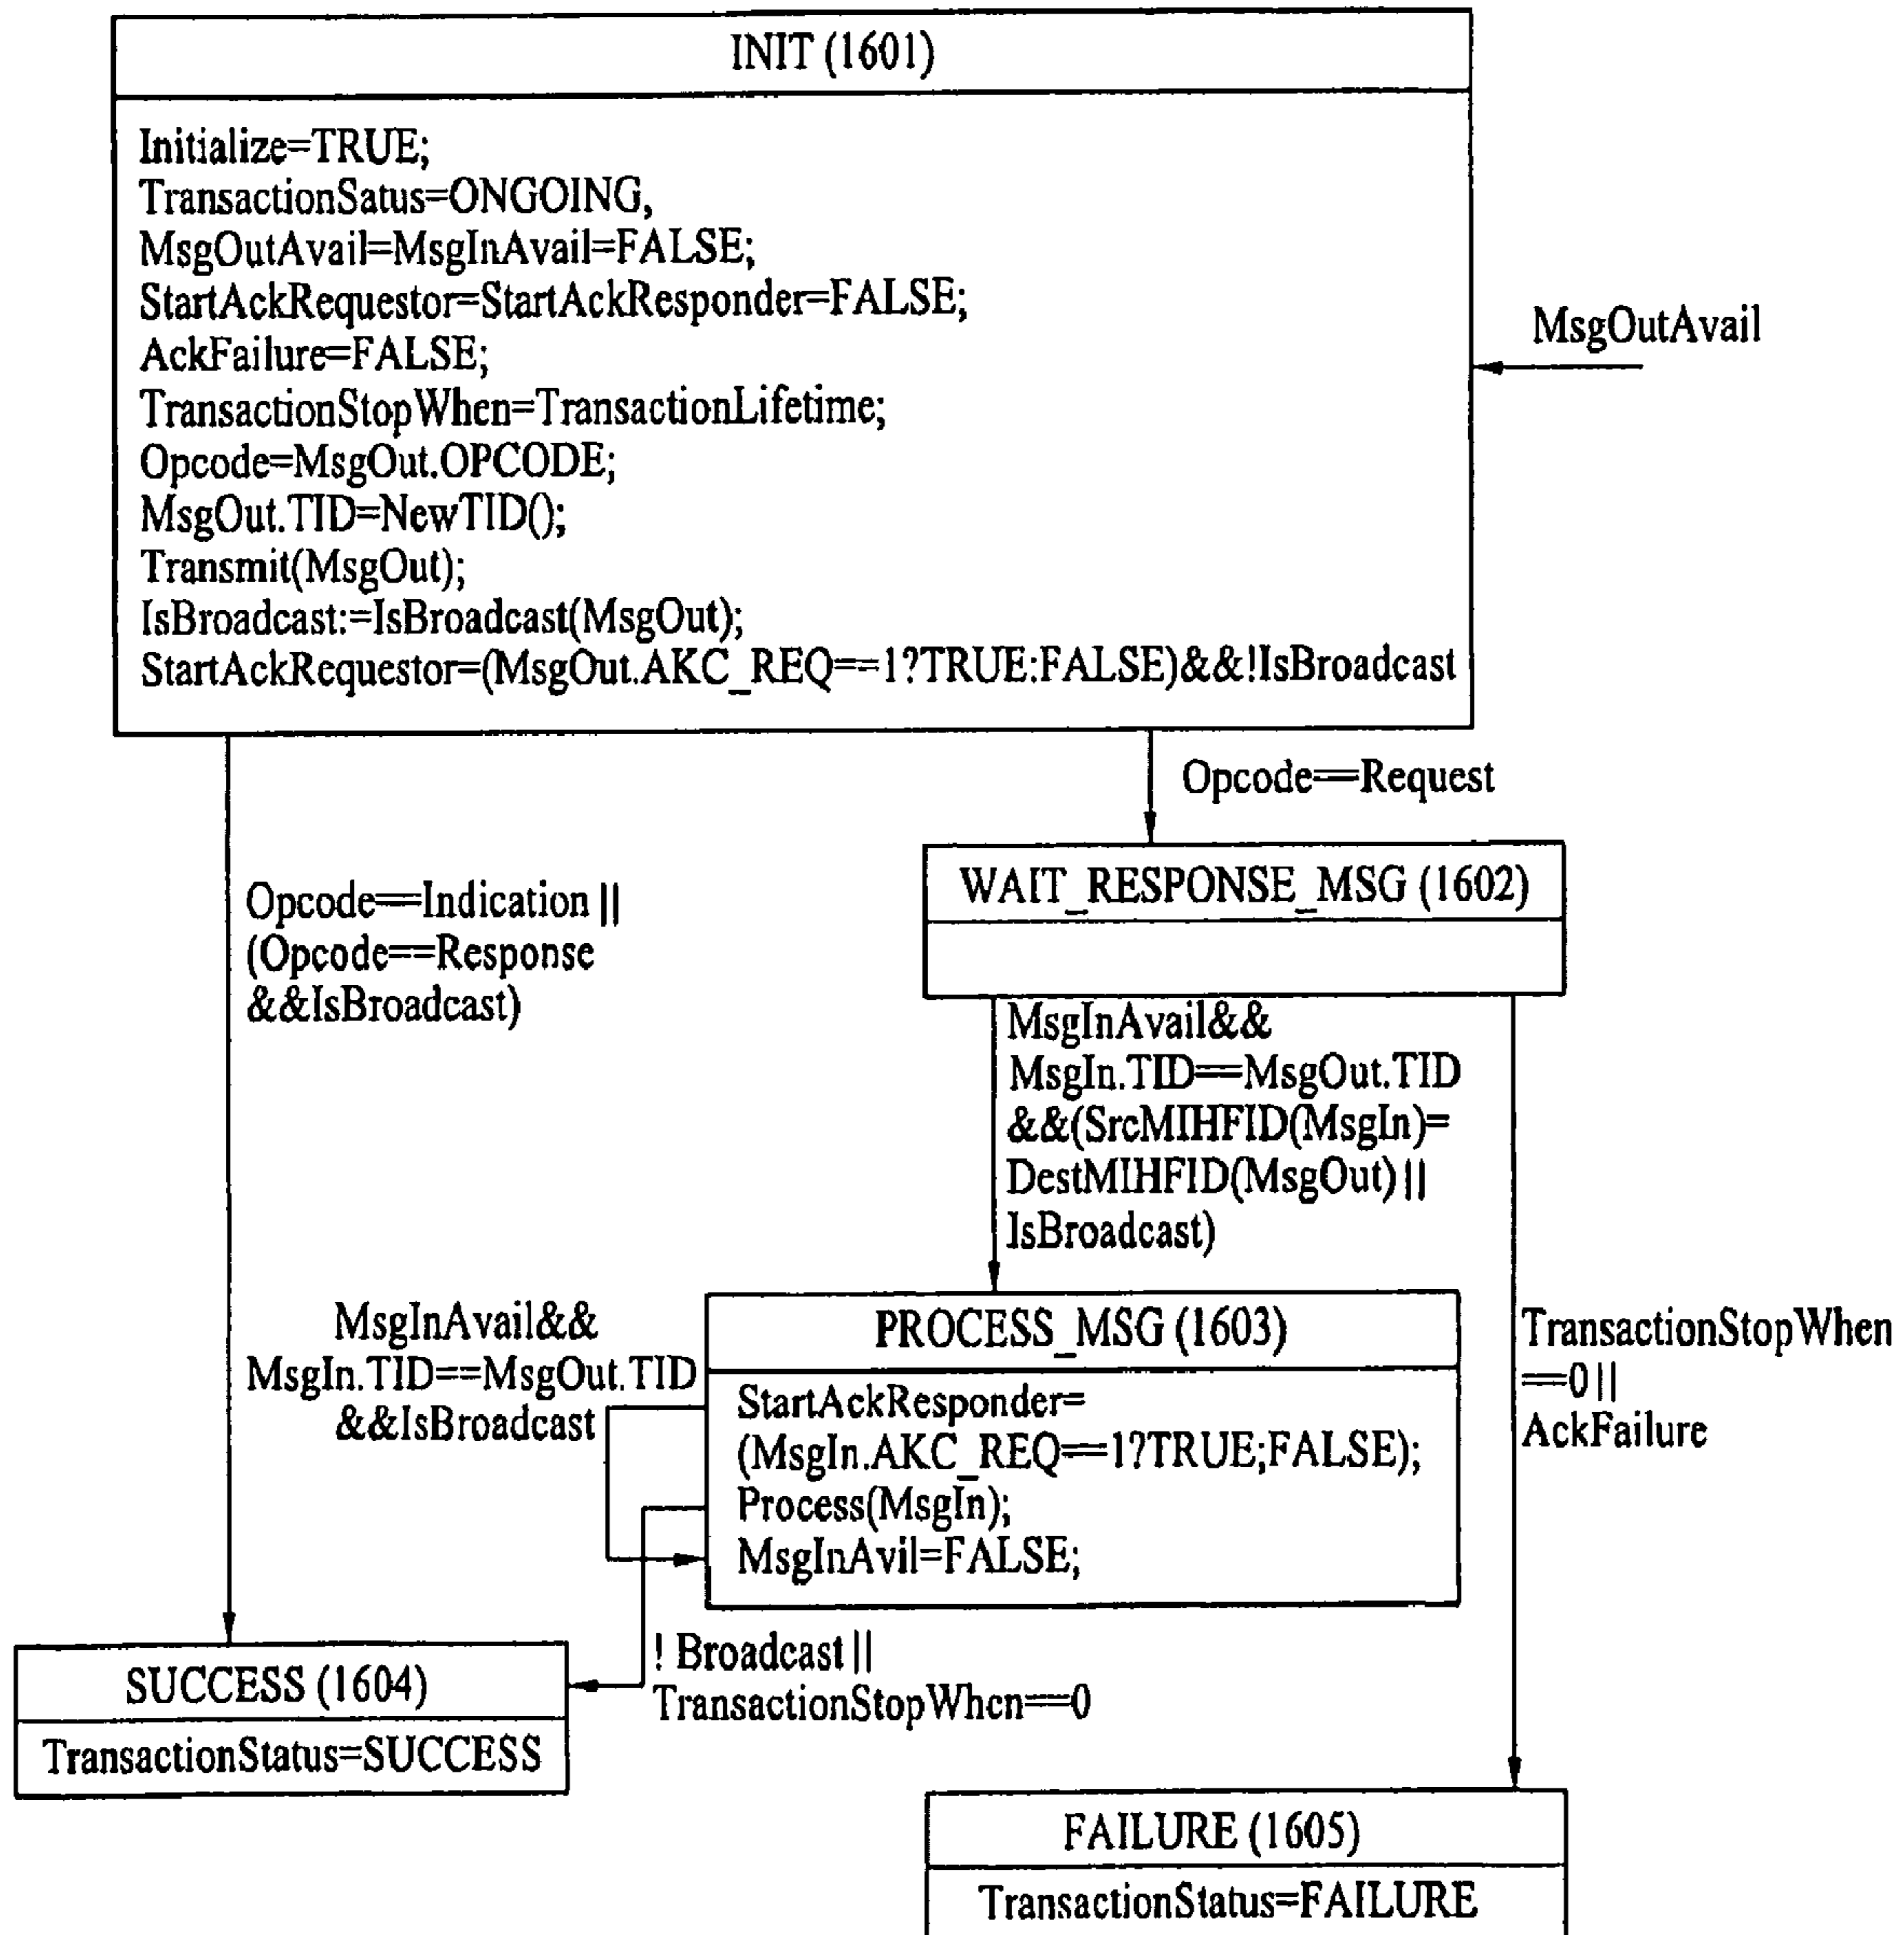 INIT (1601)
Initialize=TRUE;
TransactionSatus=ONGOING,
MsgOutAvail=MsgInAvail=FALSE;
StartAckRequestor=StartAckResponder=FALSE;
AckFailure=FALSE;
TransactionStopWhen=TransactionLifetime;
Opcode=MsgOut.OPCODE;
MsgOut.TID=NewTID();
Transmit(MsgOut);
IsBroadcast:=IsBroadcast(MsgOut);
StartAckRequestor=(MsgOut.AKC_REQ==1?TRUE:FALSE)&&!IsBroadcast
MsgOutAvail
Opcode==Request
Opcode==Indication ||
(Opcode==Response
&&IsBroadcast)
WAIT_RESPONSE_MSG (1602)
MsgInAvail&&
MsgIn.TID==MsgOut.TID
&&(SrcMIHFID(MsgIn)=
DestMIHFID(MsgOut) ||
IsBroadcast)
MsgInAvail&&
MsgIn.TID==MsgOut.TID
&&IsBroadcast
PROCESS_MSG (1603)
StartAckResponder=
(MsgIn.AKC_REQ==1?TRUE;FALSE);
Process(MsgIn);
MsgInAvil=FALSE;
TransactionStopWhen
==0 ||
AckFailure
! Broadcast ||
TransactionStopWhen==0
SUCCESS (1604)
TransactionStatus=SUCCESS
FAILURE (1605)
TransactionStatus=FAILURE